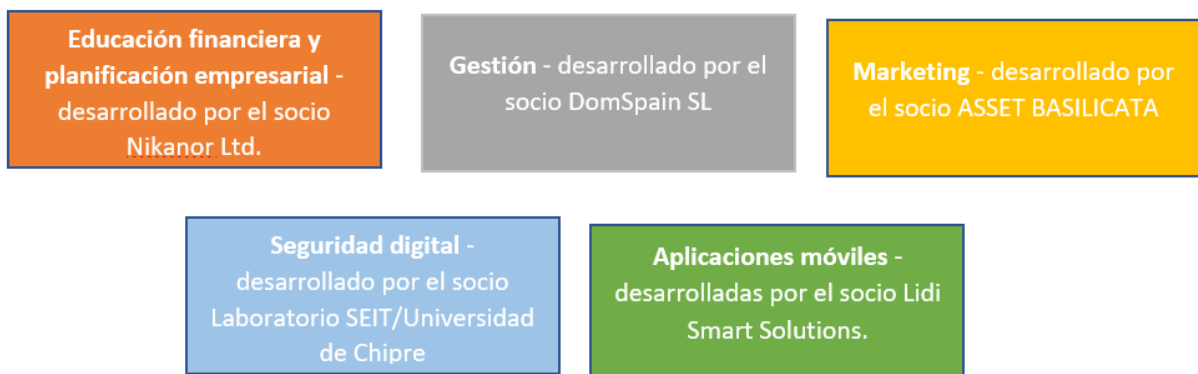 Educación financiera y
planificación empresarial -
desarrollado por el socio
Nikanor Ltd.
Gestión - desarrollado por el
socio DomSpain SL
Marketing - desarrollado por
el socio ASSET BASILICATA
Seguridad digital -
desarrollado por el socio
Laboratorio SEIT/Universidad
de Chipre
Aplicaciones móviles -
desarrolladas por el socio Lidi
Smart Solutions.